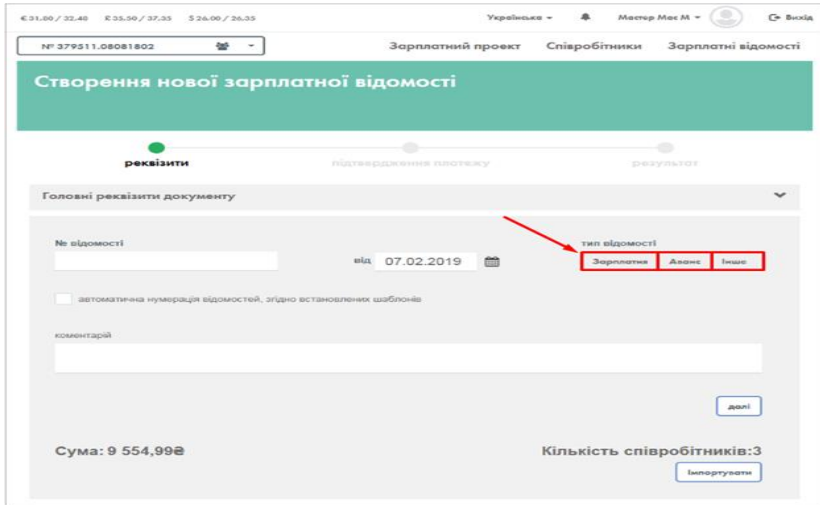 € 31.80 / 32.40 £ 35.50 / 37.35 $ 26.00 / 26.35 Українська Мастер Мас М Вихід
№ 379511.08081802 Зарплатний проект Співробітники Зарплатні відомості
Створення нової зарплатної відомості
реквізити підтвердження платежу результат
Головні реквізити документу
№ відомості тип відомості
від 07.02.2019 Зарплатня Аванс Інше
автоматична нумерація відомостей, згідно встановлених шаблонів
коментарій
далі
Сума: 9 554,99₴ Кількість співробітників:3
Імпортувати